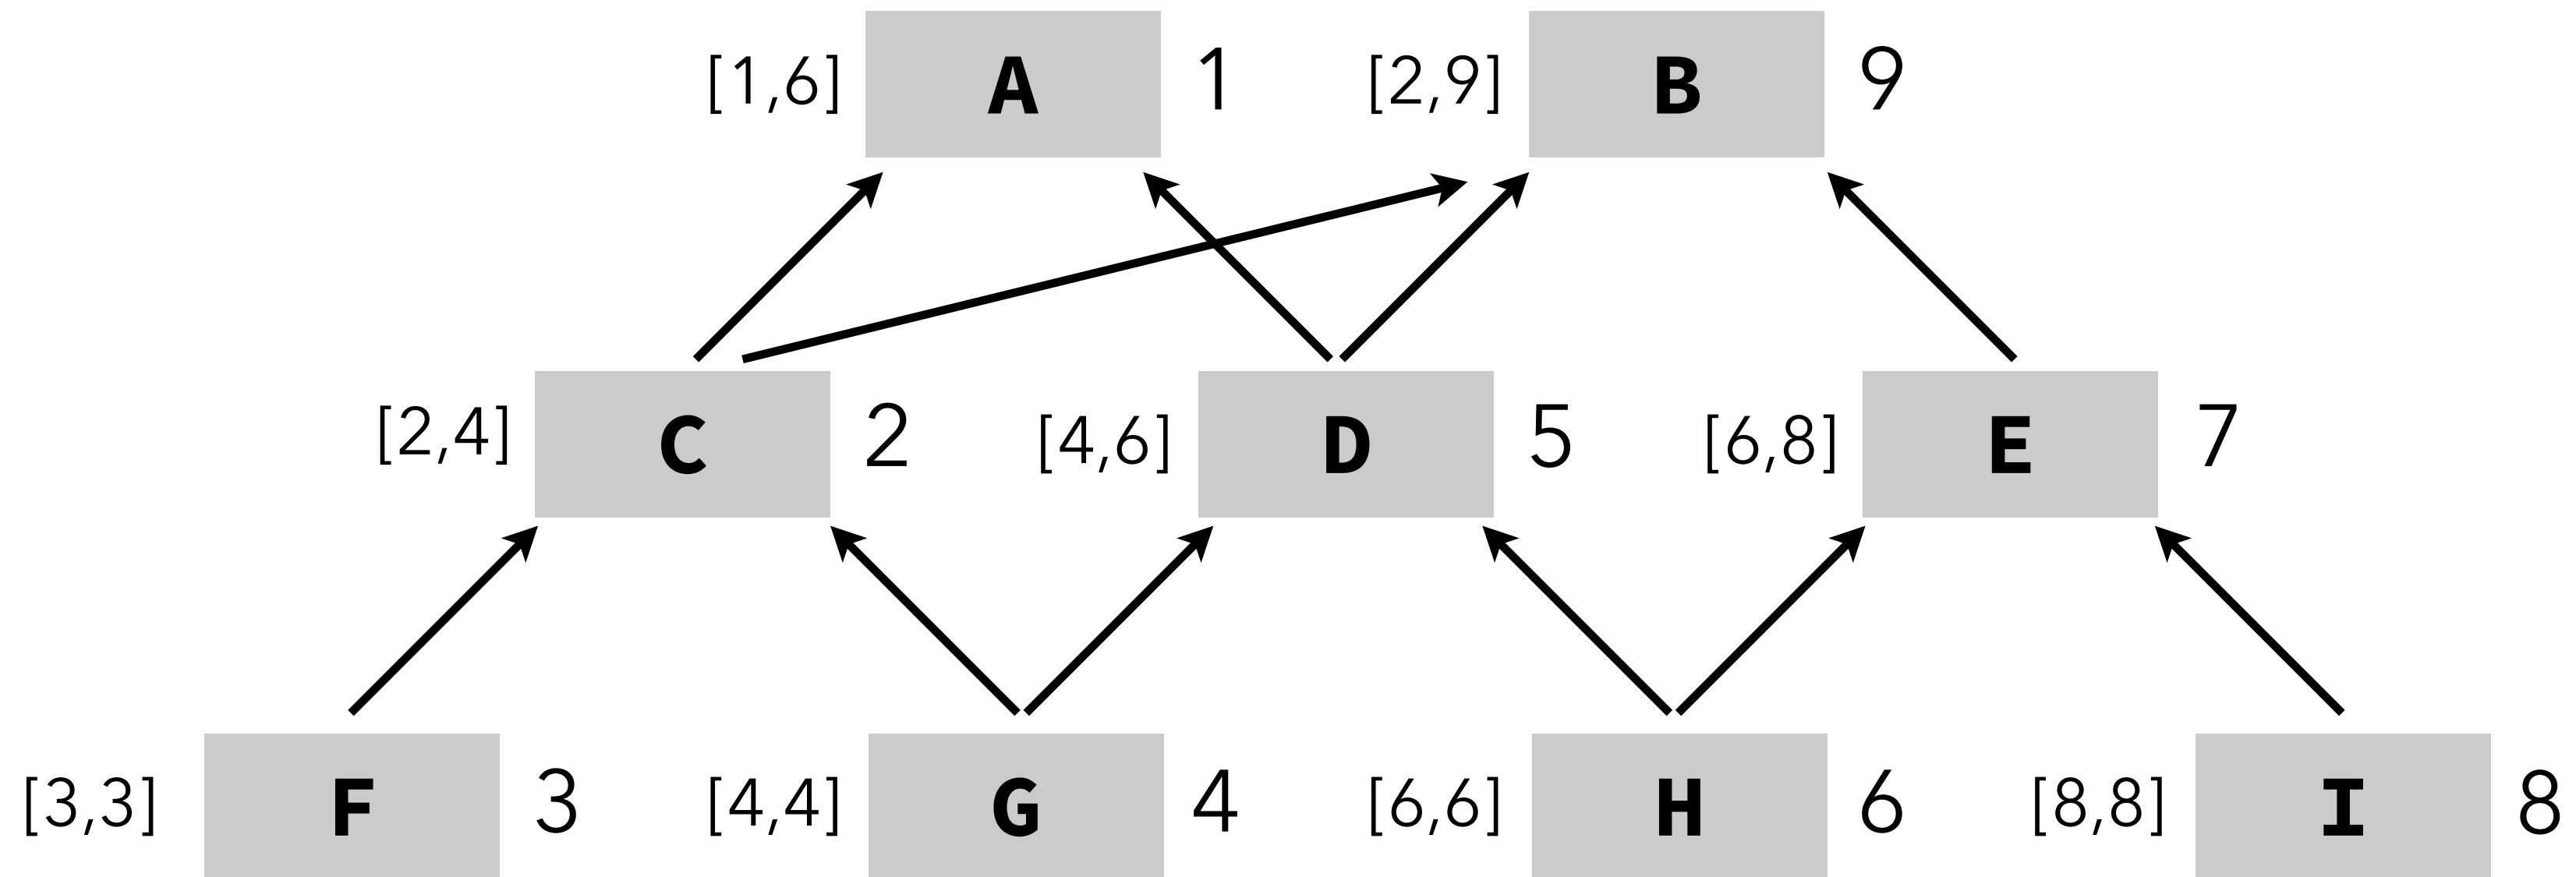 [1,6] A 1 [2,9] B 9
[2,4] C 2 [4,6] D 5 [6,8] E 7
[3,3] F 3 [4,4] G 4 [6,6] H 6 [8,8] I 8